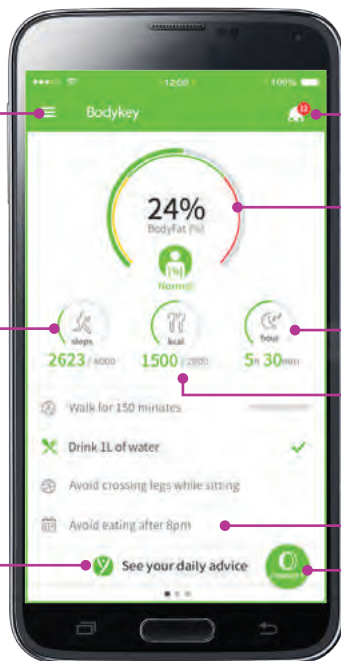 12:00 100%
Bodykey
24%
BodyFat (%)
(%)
Normal
steps kcal hour
2623 / 6000 1500 / 2800 5h 30min
Walk for 150 minutes
Drink 1L of water
Avoid crossing legs while sitting
Avoid eating after 8pm
See your daily advice